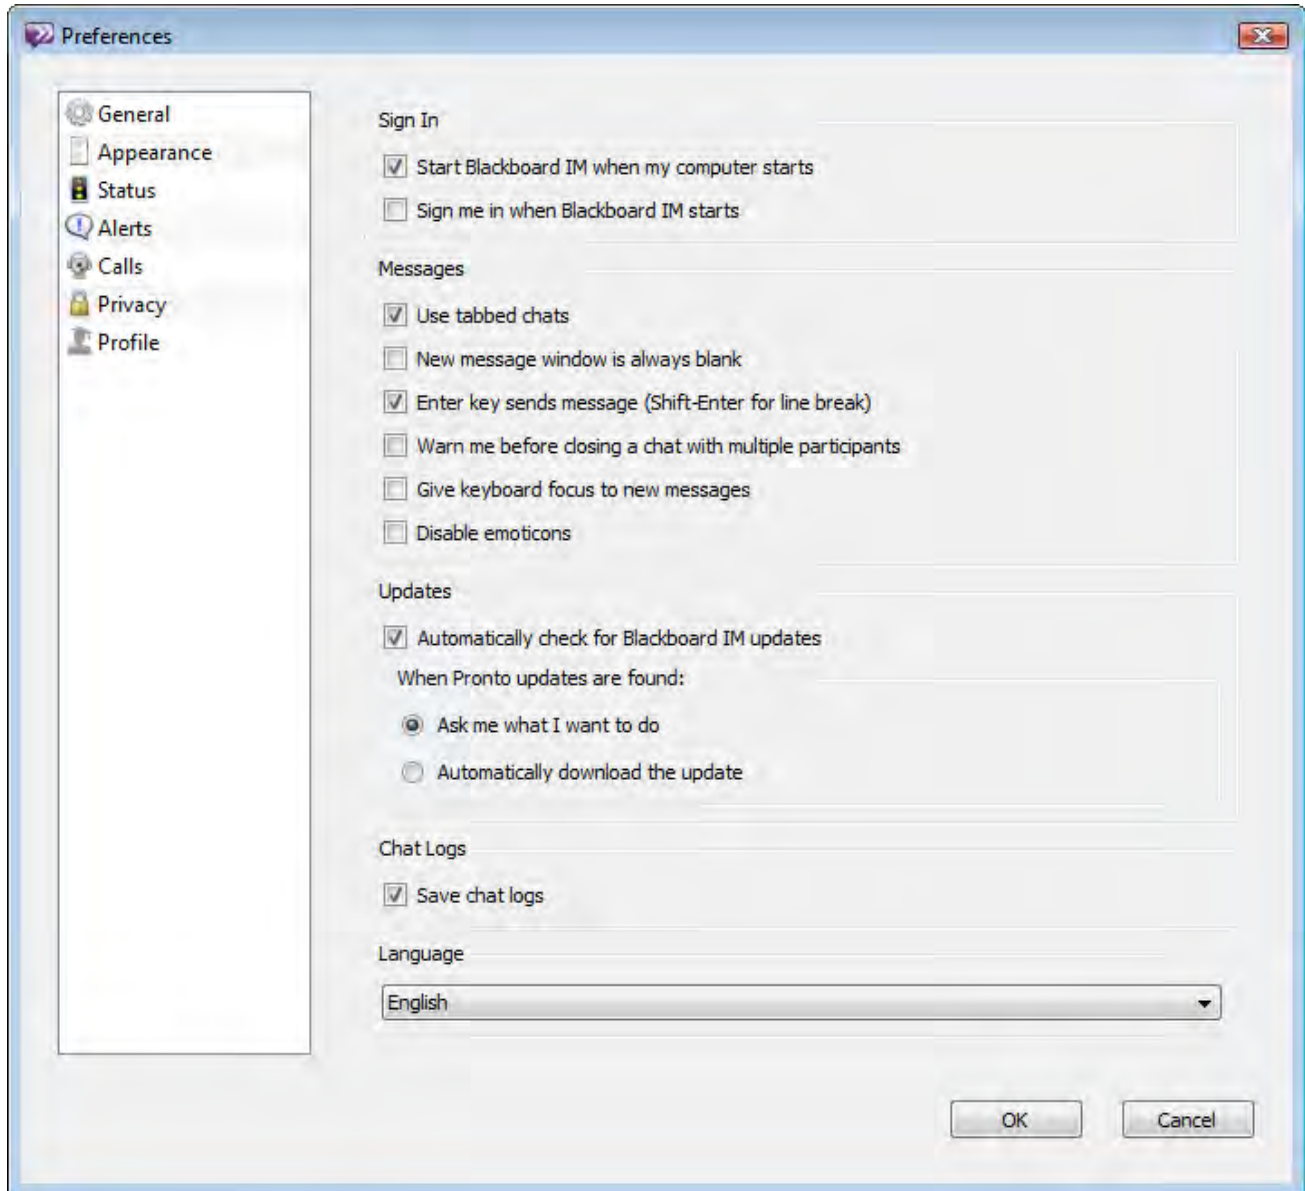 Preferences
General
Appearance
Status
Alerts
Calls
Privacy
Profile
Sign In
Start Blackboard IM when my computer starts
Sign me in when Blackboard IM starts
Messages
Use tabbed chats
New message window is always blank
Enter key sends message (Shift-Enter for line break)
Warn me before closing a chat with multiple participants
Give keyboard focus to new messages
Disable emoticons
Updates
Automatically check for Blackboard IM updates
When Pronto updates are found:
Ask me what I want to do
Automatically download the update
Chat Logs
Save chat logs
Language
English
OK
Cancel